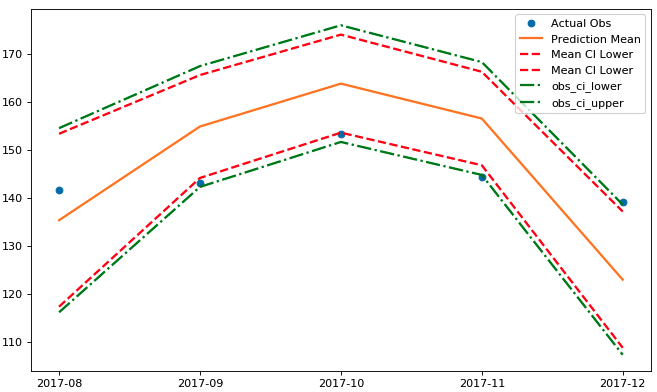 Actual Obs
Prediction Mean
Mean CI Lower
Mean CI Lower
obs_ci_lower
obs_ci_upper
170
160
150
140
130
120
110
2017-08 2017-09 2017-10 2017-11 2017-12